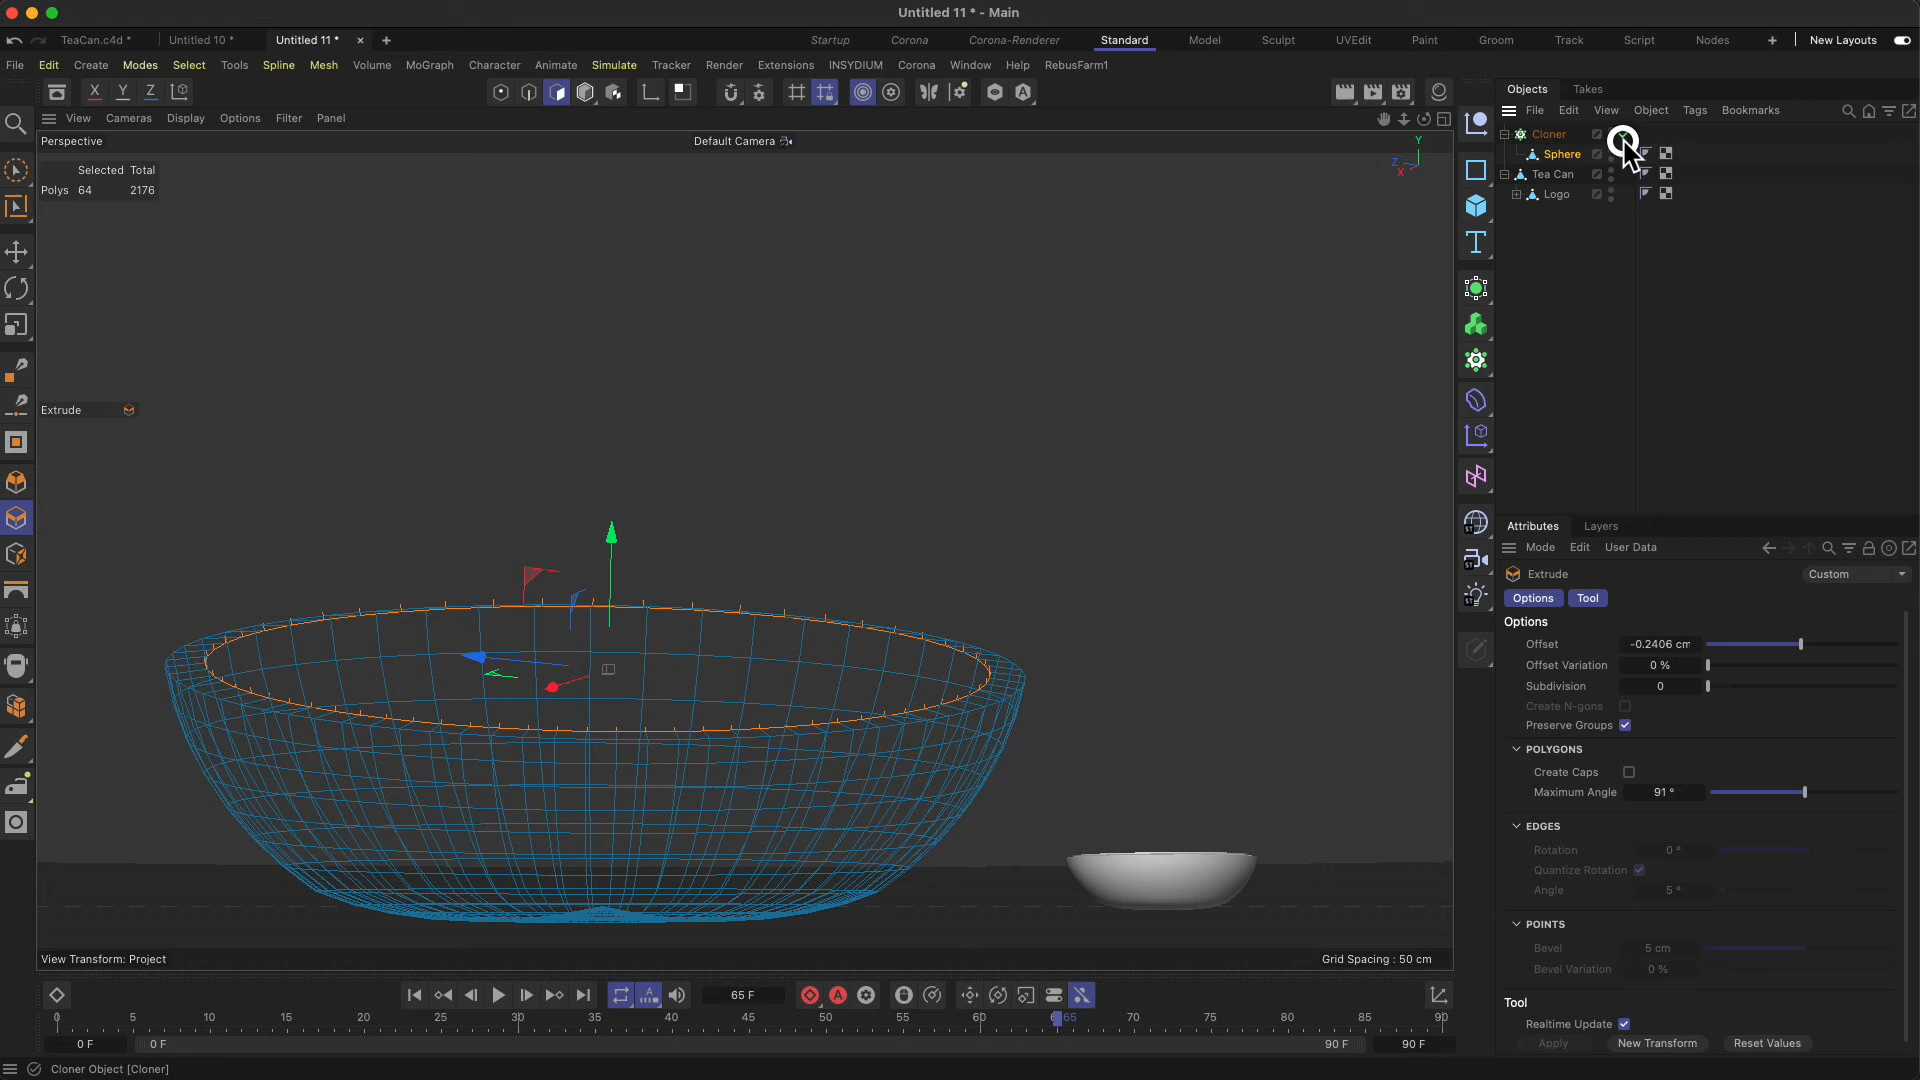 Untitled 11 * - Main
TeaCan.c4d *
Untitled 10 *
Untitled 11 *
Startup
Corona
Corona-Renderer
Standard
Model
Sculpt
UVEdit
Paint
Groom
Track
Script
Nodes
New Layouts
File Edit Create Modes Select Tools Spline Mesh Volume MoGraph Character Animate Simulate Tracker Render Extensions INSYDIUM Corona Window Help RebusFarm1
X Y Z
View Cameras Display Options Filter Panel
Perspective
Default Camera
Selected Total
Polys 64 2176
Y
Z
X
Extrude
View Transform: Project
Grid Spacing : 50 cm
Objects Takes
File Edit View Object Tags Bookmarks
Cloner
Sphere
Tea Can
Logo
ST
ST
ST
Attributes Layers
Mode Edit User Data
Extrude
Custom
Options Tool
Options
Offset -0.2406 cm
Offset Variation 0 %
Subdivision 0
Create N-gons
Preserve Groups
POLYGONS
Create Caps
Maximum Angle 91 °
EDGES
Rotation 0 °
Quantize Rotation
Angle 5 °
POINTS
Bevel 5 cm
Bevel Variation 0 %
Tool
Realtime Update
Apply New Transform Reset Values
65 F
0 5 10 15 20 25 30 35 40 45 50 55 60 65 70 75 80 85 90
0 F 0 F 90 F 90 F
Cloner Object [Cloner]